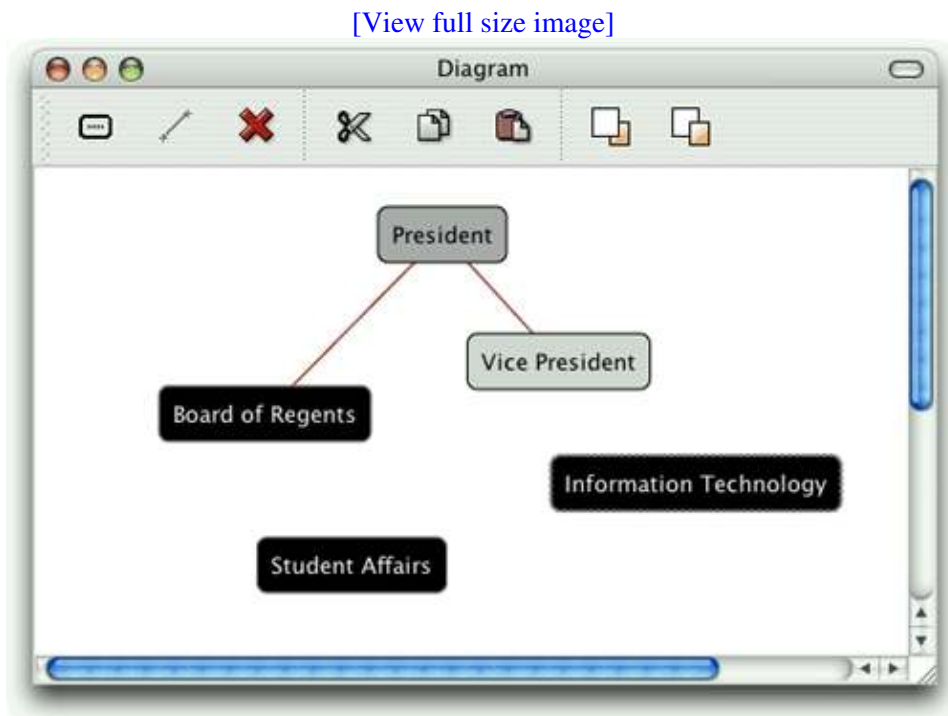 [View full size image]
Diagram
President
Vice President
Board of Regents
Information Technology
Student Affairs